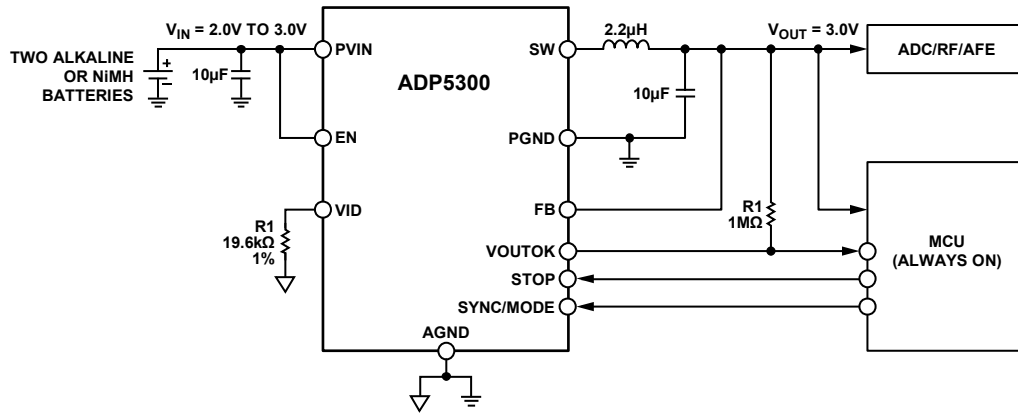 VIN = 2.0V TO 3.0V
TWO ALKALINE
OR NiMH
BATTERIES
+
–
10µF
PVIN
EN
VID
R1
19.6kΩ
1%
ADP5300
AGND
SW
PGND
FB
VOUTOK
STOP
SYNC/MODE
2.2µH
10µF
VOUT = 3.0V
R1
1MΩ
ADC/RF/AFE
MCU
(ALWAYS ON)